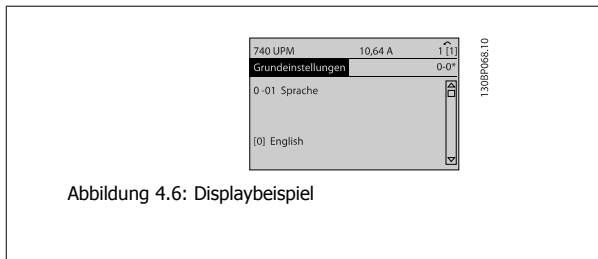 740 UPM 10,64 A 1 [1]
Grundeinstellungen 0-0*
0 -01 Sprache
[0] English
130BP068.10
Abbildung 4.6: Displaybeispiel